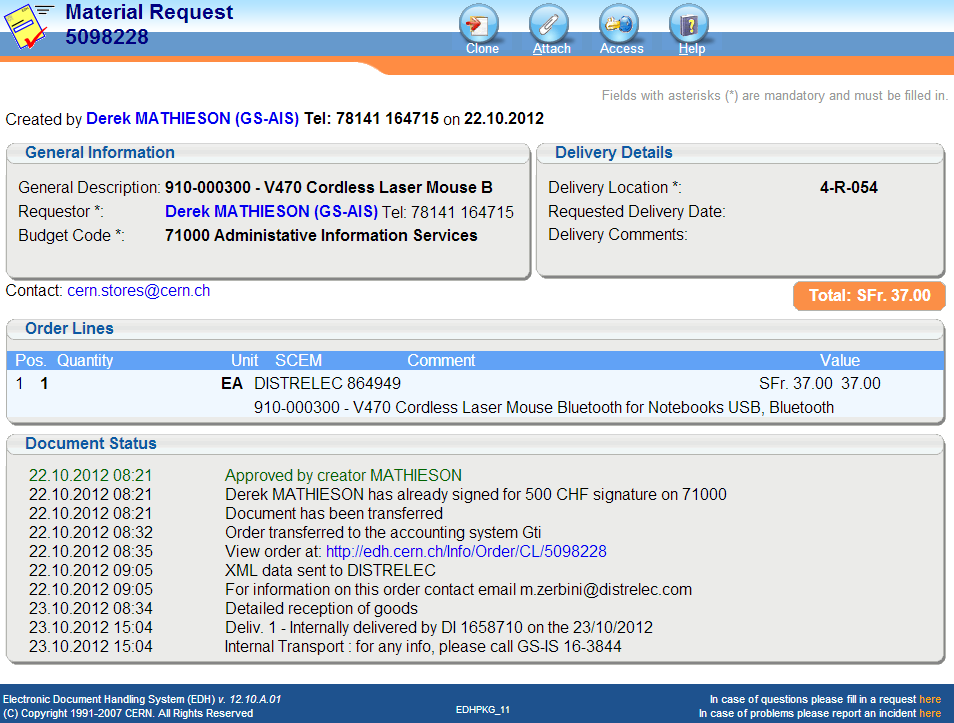 Material Request
5098228
Clone Attach Access Help
Fields with asterisks (*) are mandatory and must be filled in.
Created by Derek MATHIESON (GS-AIS) Tel: 78141 164715 on 22.10.2012
General Information
General Description: 910-000300 - V470 Cordless Laser Mouse B
Requestor *: Derek MATHIESON (GS-AIS) Tel: 78141 164715
Budget Code *: 71000 Administative Information Services
Delivery Details
Delivery Location *: 4-R-054
Requested Delivery Date:
Delivery Comments:
Contact: cern.stores@cern.ch
Total: SFr. 37.00
Order Lines
Pos. Quantity Unit SCEM Comment Value
1 1 EA DISTRELEC 864949 SFr. 37.00 37.00
910-000300 - V470 Cordless Laser Mouse Bluetooth for Notebooks USB, Bluetooth
Document Status
22.10.2012 08:21 Approved by creator MATHIESON
22.10.2012 08:21 Derek MATHIESON has already signed for 500 CHF signature on 71000
22.10.2012 08:21 Document has been transferred
22.10.2012 08:32 Order transferred to the accounting system Gti
22.10.2012 08:35 View order at: http://edh.cern.ch/Info/Order/CL/5098228
22.10.2012 09:05 XML data sent to DISTRELEC
22.10.2012 09:05 For information on this order contact email m.zerbini@distrelec.com
23.10.2012 08:34 Detailed reception of goods
23.10.2012 15:04 Deliv. 1 - Internally delivered by DI 1658710 on the 23/10/2012
23.10.2012 15:04 Internal Transport : for any info, please call GS-IS 16-3844
Electronic Document Handling System (EDH) v. 12.10.A.01
(C) Copyright 1991-2007 CERN. All Rights Reserved
EDHPKG_11
In case of questions please fill in a request here
In case of problems please report an incident here